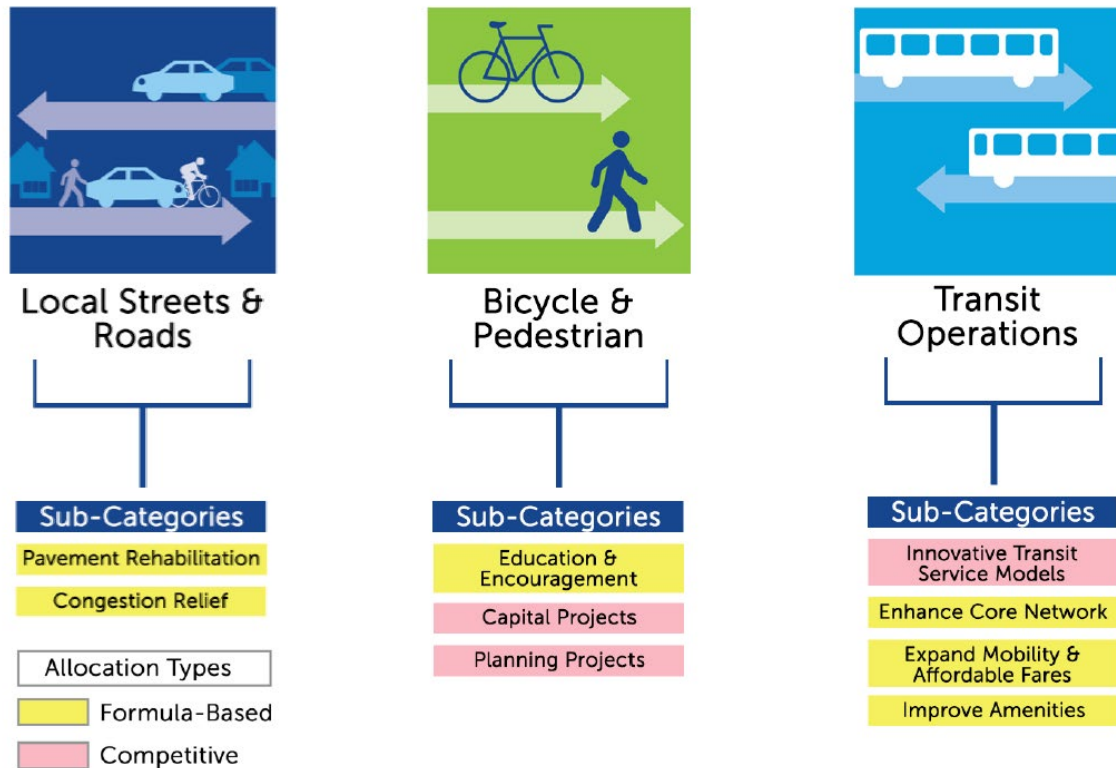 Local Streets &
Roads
Sub-Categories
Pavement Rehabilitation
Congestion Relief
Allocation Types
Formula-Based
Competitive
Bicycle &
Pedestrian
Sub-Categories
Education &
Encouragement
Capital Projects
Planning Projects
Transit
Operations
Sub-Categories
Innovative Transit
Service Models
Enhance Core Network
Expand Mobility &
Affordable Fares
Improve Amenities